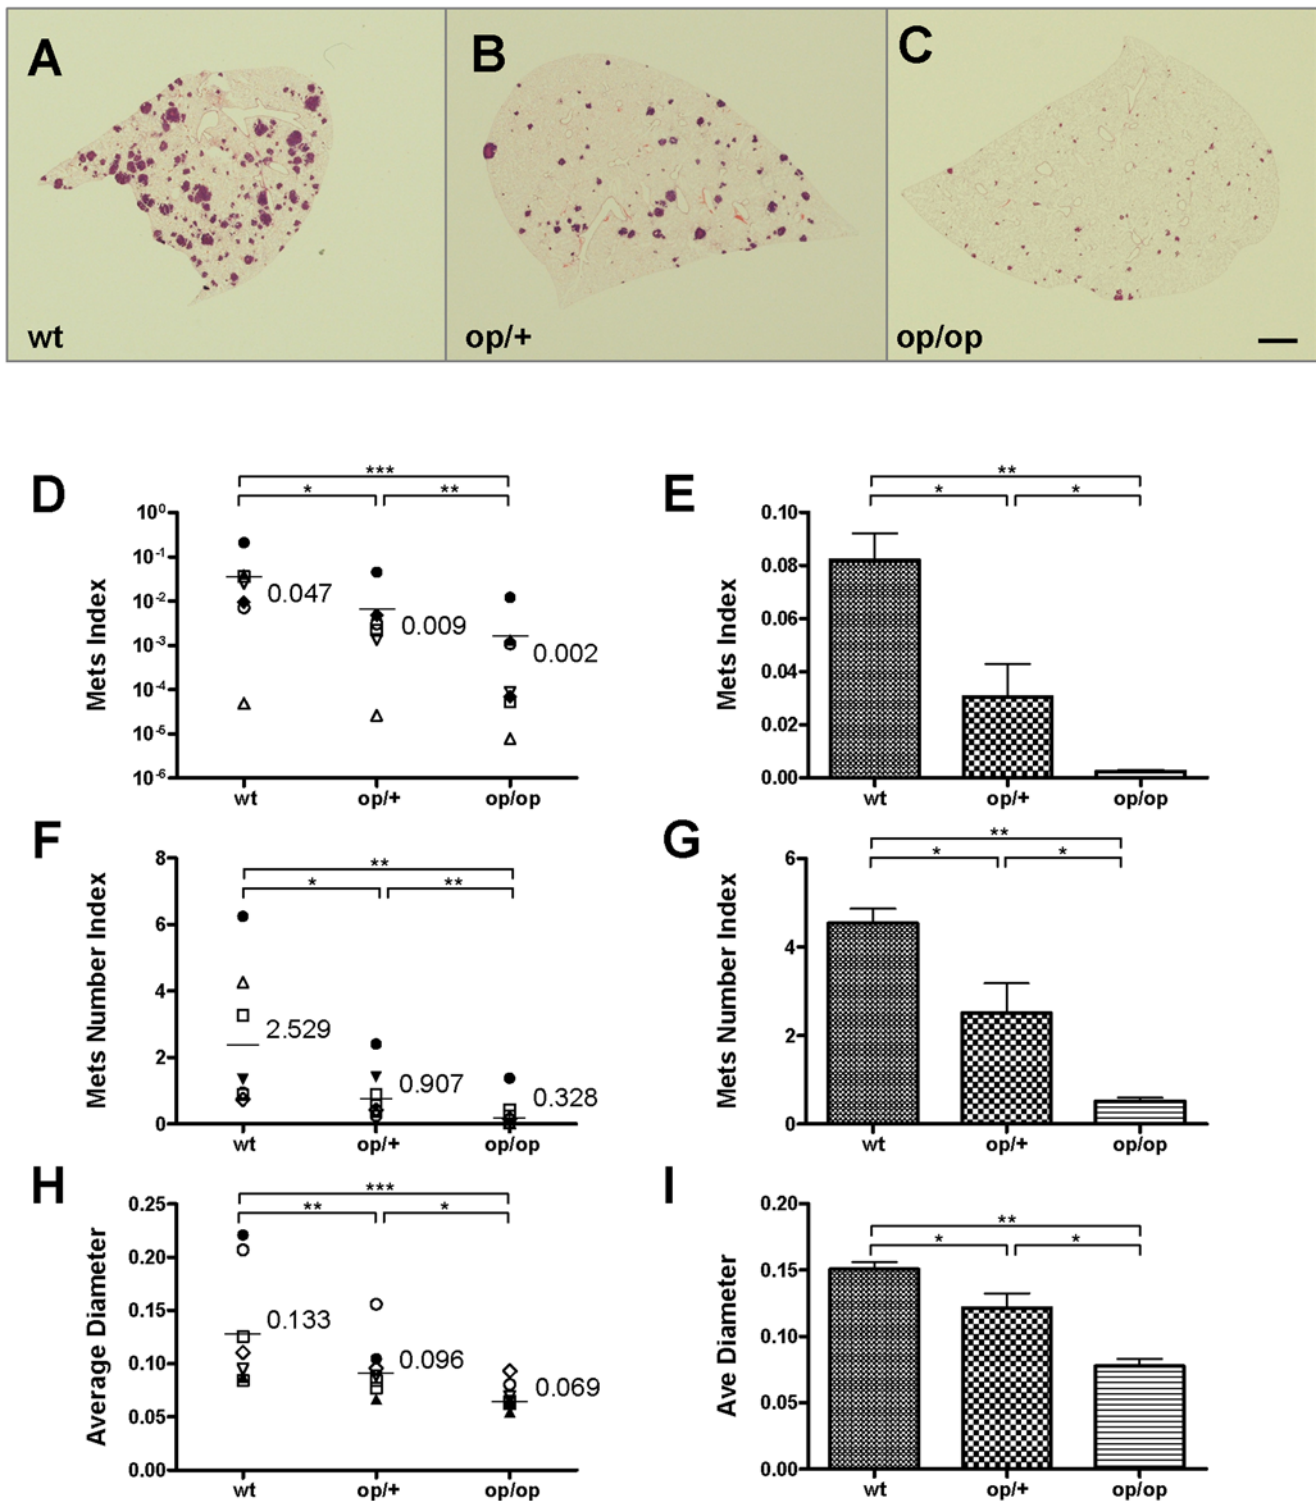 A
B
C
wt
op/+
op/op
D
***
*
**
10⁰
10⁻¹
10⁻²
10⁻³
10⁻⁴
10⁻⁵
10⁻⁶
Mets Index
0.047
0.009
0.002
wt
op/+
op/op
E
**
*
*
0.10
0.08
0.06
0.04
0.02
0.00
Mets Index
wt
op/+
op/op
F
**
*
**
8
6
4
2
0
Mets Number Index
2.529
0.907
0.328
wt
op/+
op/op
G
**
*
*
6
4
2
0
Mets Number Index
wt
op/+
op/op
H
***
**
*
0.25
0.20
0.15
0.10
0.05
0.00
Average Diameter
0.133
0.096
0.069
wt
op/+
op/op
I
**
*
*
0.20
0.15
0.10
0.05
0.00
Ave Diameter
wt
op/+
op/op